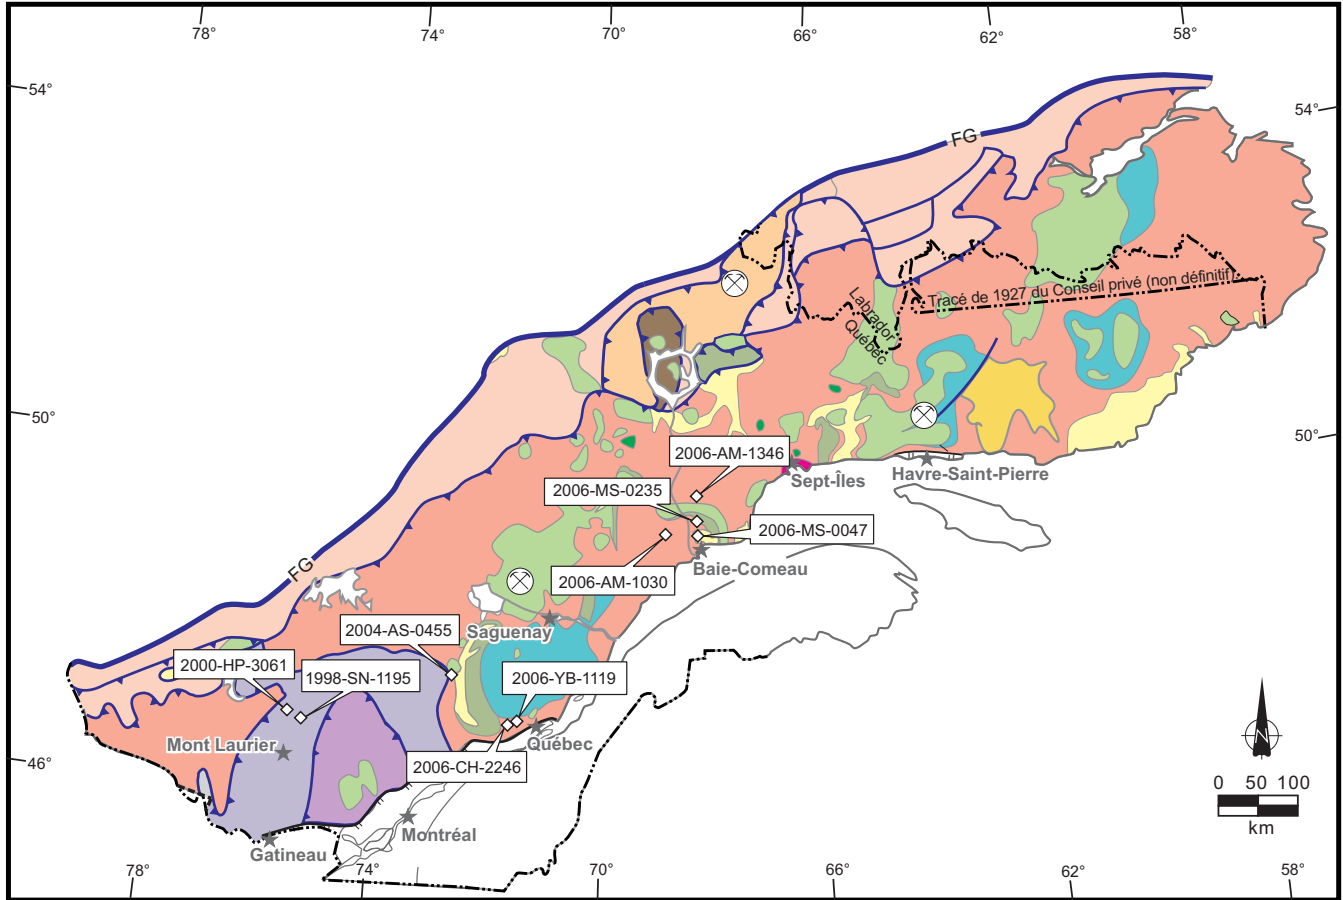 78°
74°
70°
66°
62°
58°
54°
54°
FG
Labrador
Québec
Tracé de 1927 du Conseil privé (non définitif)
50°
50°
2006-AM-1346
Sept-Îles
Havre-Saint-Pierre
2006-MS-0235
2006-MS-0047
Baie-Comeau
2006-AM-1030
FG
2004-AS-0455
Saguenay
2000-HP-3061
1998-SN-1195
2006-YB-1119
Mont Laurier
Québec
2006-CH-2246
46°
N
0 50 100
km
Montréal
Gatineau
78°
74°
70°
66°
62°
58°